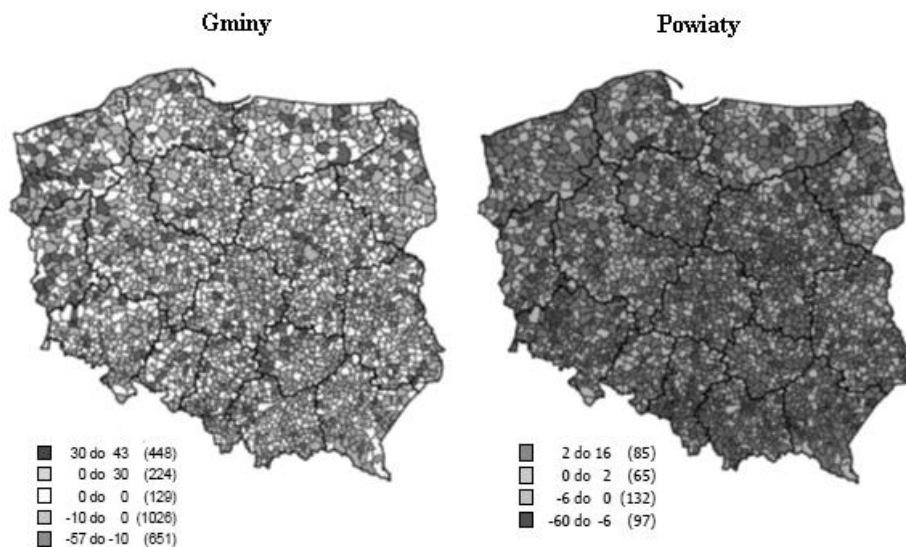 Gminy
Powiaty
30 do 43 (448)
0 do 30 (224)
0 do 0 (129)
-10 do 0 (1026)
-57 do -10 (651)
2 do 16 (85)
0 do 2 (65)
-6 do 0 (132)
-60 do -6 (97)